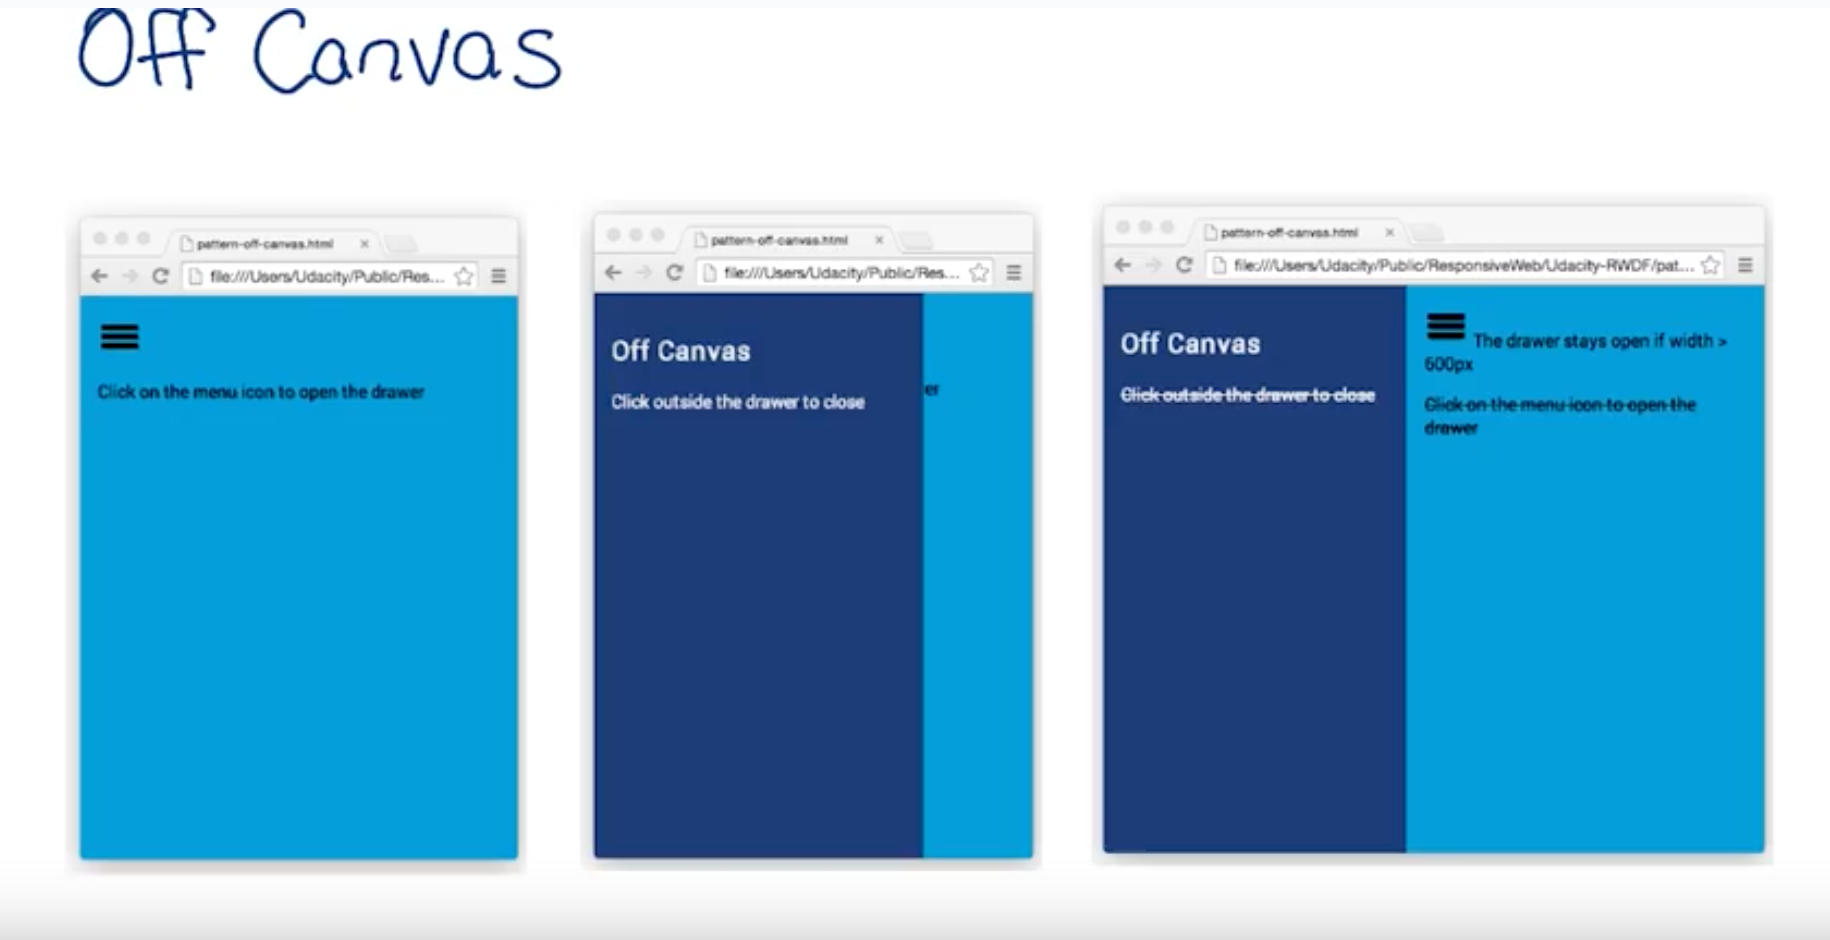 Off Canvas
pattern-off-canvas.html
file:///Users/Udacity/Public/Res...
Click on the menu icon to open the drawer
pattern-off-canvas.html
file:///Users/Udacity/Public/Res...
Off Canvas
Click outside the drawer to close
er
pattern-off-canvas.html
file:///Users/Udacity/Public/ResponsiveWeb/Udacity-RWDF/pat...
Off Canvas
Click outside the drawer to close
The drawer stays open if width >
600px
Click on the menu icon to open the
drawer